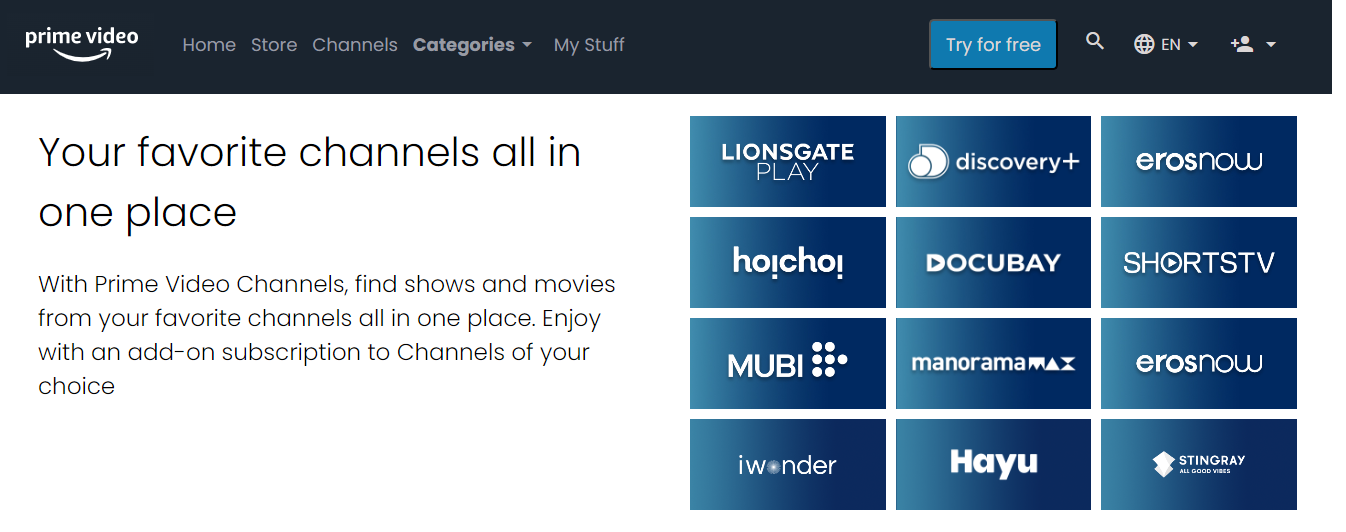 prime video
Home Store Channels Categories My Stuff
Try for free
EN
Your favorite channels all in
one place
With Prime Video Channels, find shows and movies
from your favorite channels all in one place. Enjoy
with an add-on subscription to Channels of your
choice
LIONSGATE
PLAY
discovery+
erosnow
hoichoi
DOCUBAY
SHORTSTV
MUBI
manoramaMAX
erosnow
iwonder
Hayu
STINGRAY
ALL GOOD VIBES